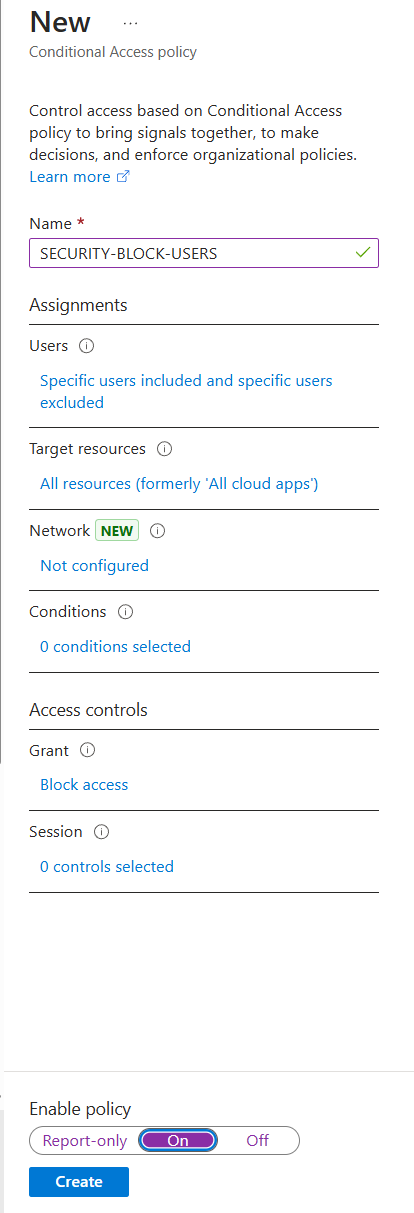 New ...
Conditional Access policy
Control access based on Conditional Access
policy to bring signals together, to make
decisions, and enforce organizational policies.
Learn more
Name *
SECURITY-BLOCK-USERS
Assignments
Users
Specific users included and specific users
excluded
Target resources
All resources (formerly 'All cloud apps')
Network NEW
Not configured
Conditions
0 conditions selected
Access controls
Grant
Block access
Session
0 controls selected
Enable policy
Report-only On Off
Create